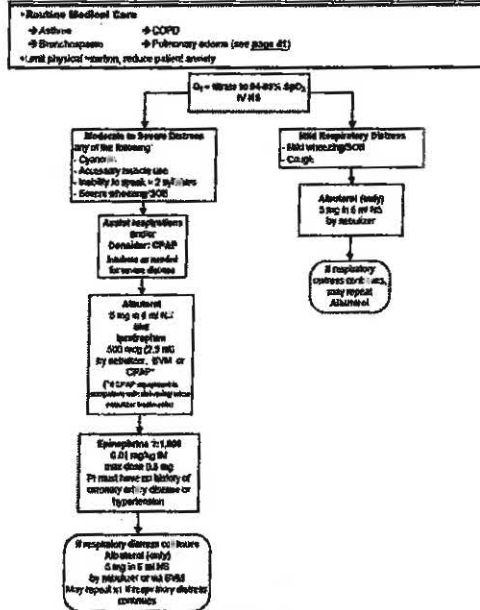 •Routine Medical Care
➔Asthma ➔COPD
➔Bronchospasm ➔Pulmonary edema (see page 41)
•Limit physical exertion, reduce patient anxiety
O₂ = titrate to SpO₂
IV NS
Moderate to Severe Distress
any of the following:
- Cyanosis
- Accessory muscle use
- Inability to speak > 2 syllables
- Severe wheezing/SOB
Mild Respiratory Distress
- Mild wheezing/SOB
- Cough
Assist respirations
and/or
Consider: CPAP
Intubate as needed
for severe distress
Albuterol (only)
5 mg in 6 ml NS
by nebulizer
If respiratory
distress continues,
may repeat
Albuterol
Albuterol
5 mg in 6 ml NS
and
Ipratropium
500 mcg (2.5 ml)
by nebulizer, BVM or
CPAP*
(*if CPAP equipment is
nebulizer treatments)
Epinephrine 1:1,000
0.01 mg/kg IM
max dose 0.5 mg
Pt must have no history of
coronary artery disease or
hypertension
If respiratory distress continues
Albuterol (only)
5 mg in 6 ml NS
by nebulizer or via BVM
May repeat x1 if respiratory distress
continues